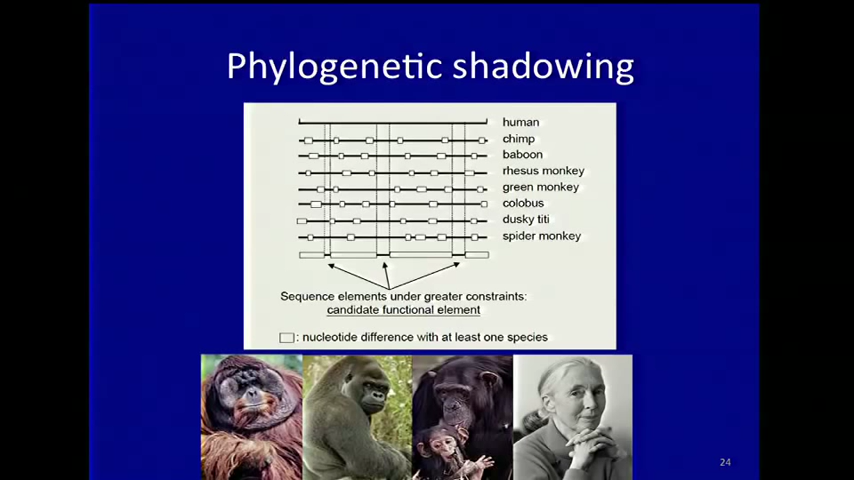 Phylogenetic shadowing
human
chimp
baboon
rhesus monkey
green monkey
colobus
dusky titi
spider monkey
Sequence elements under greater constraints:
candidate functional element
: nucleotide difference with at least one species
24